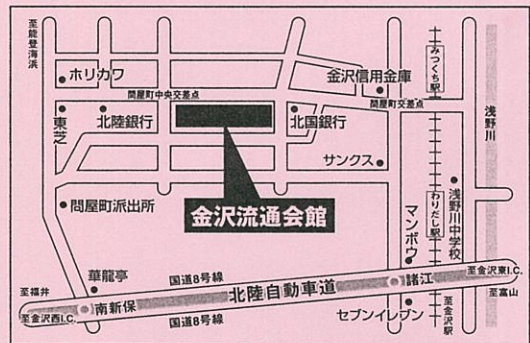 至能登海浜
ホリカワ
問屋町中央交差点
金沢信用金庫
みつくち駅
問屋町交差点
浅野川
東芝
北陸銀行
北国銀行
サンクス
浅野川中学校
わりだし駅
問屋町派出所
金沢流通会館
マンボウ
華龍亭
国道8号線
北陸自動車道
諸江
至金沢東I.C.
至福井
至富山
至金沢西I.C.
南新保
国道8号線
セブンイレブン
至金沢駅